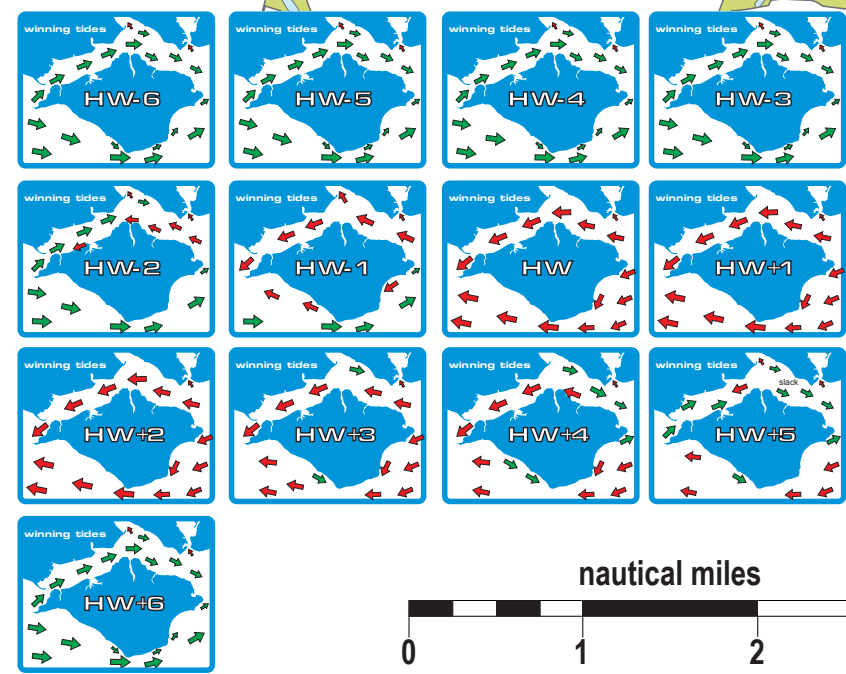 winning tides
HW-6
winning tides
HW-5
winning tides
HW-4
winning tides
HW-3
winning tides
HW-2
winning tides
HW-1
winning tides
HW
winning tides
HW+1
winning tides
HW+2
winning tides
HW+3
winning tides
HW+4
winning tides
slack
HW+5
winning tides
HW+6
nautical miles
0 1 2